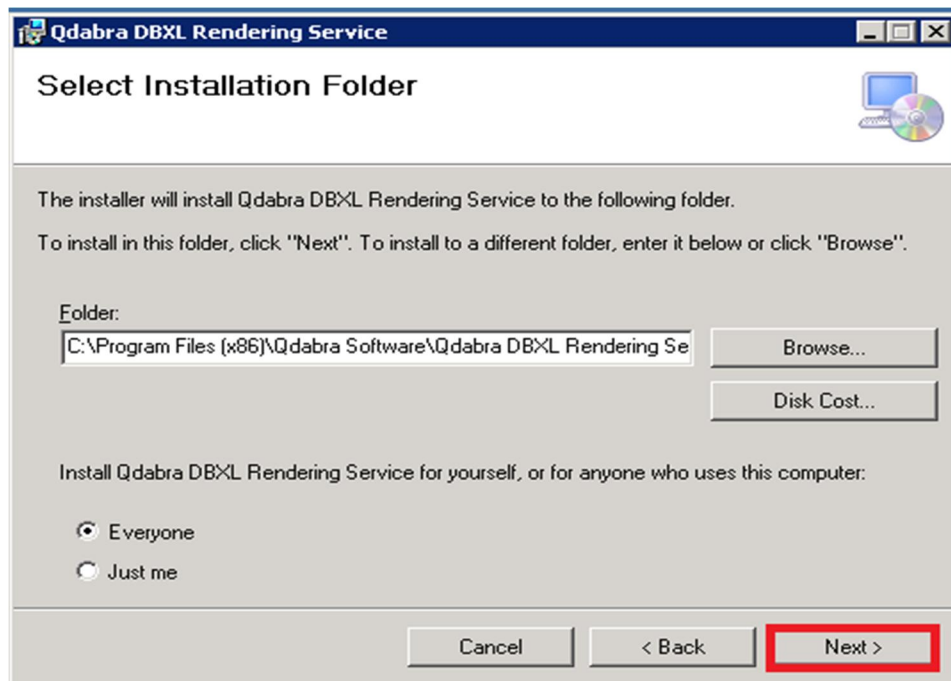 Qdabra DBXL Rendering Service
Select Installation Folder
The installer will install Qdabra DBXL Rendering Service to the following folder.
To install in this folder, click "Next". To install to a different folder, enter it below or click "Browse".
Folder:
C:\Program Files (x86)\Qdabra Software\Qdabra DBXL Rendering Se
Browse...
Disk Cost...
Install Qdabra DBXL Rendering Service for yourself, or for anyone who uses this computer:
Everyone
Just me
Cancel
< Back
Next >